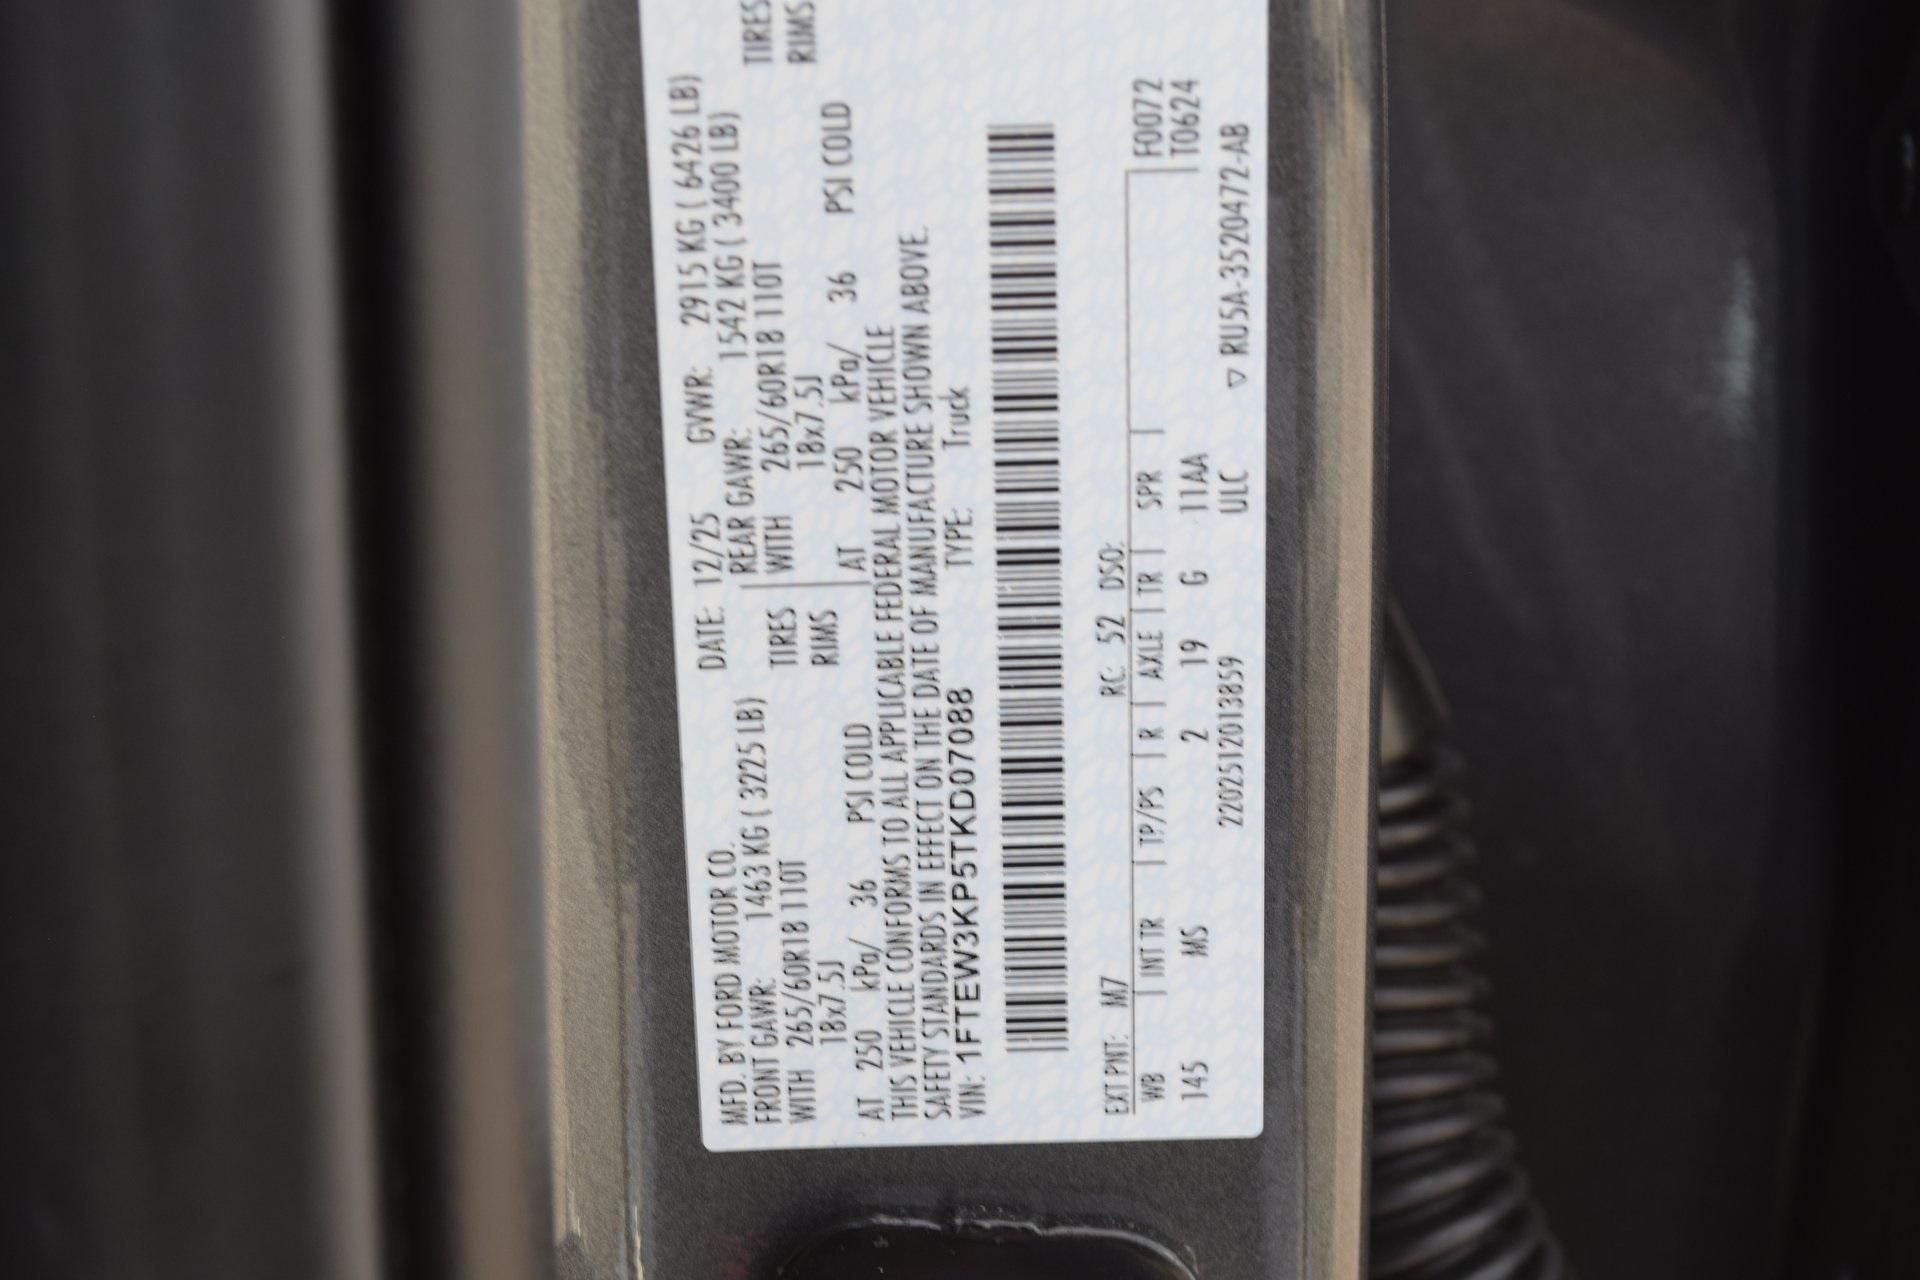 MFD. BY FORD MOTOR CO. DATE: 12/25 GVWR: 2915 KG ( 6426 LB)
FRONT GAWR: 1463 KG ( 3225 LB) REAR GAWR: 1542 KG ( 3400 LB)
WITH 265/60R18 110T TIRES WITH 265/60R18 110T TIRES
18x7.5J RIMS 18x7.5J RIMS
AT 250 kPa/ 36 PSI COLD AT 250 kPa/ 36 PSI COLD
THIS VEHICLE CONFORMS TO ALL APPLICABLE FEDERAL MOTOR VEHICLE
SAFETY STANDARDS IN EFFECT ON THE DATE OF MANUFACTURE SHOWN ABOVE.
VIN: 1FTEW3KP5TKD07088 TYPE: Truck
EXT PNT: M7 RC: 52 DSO:
WB INT TR TP/PS R AXLE TR SPR F0072
145 MS 2 19 G 11AA T0624
2202512013859 ULC ▽ RU5A-3520472-AB